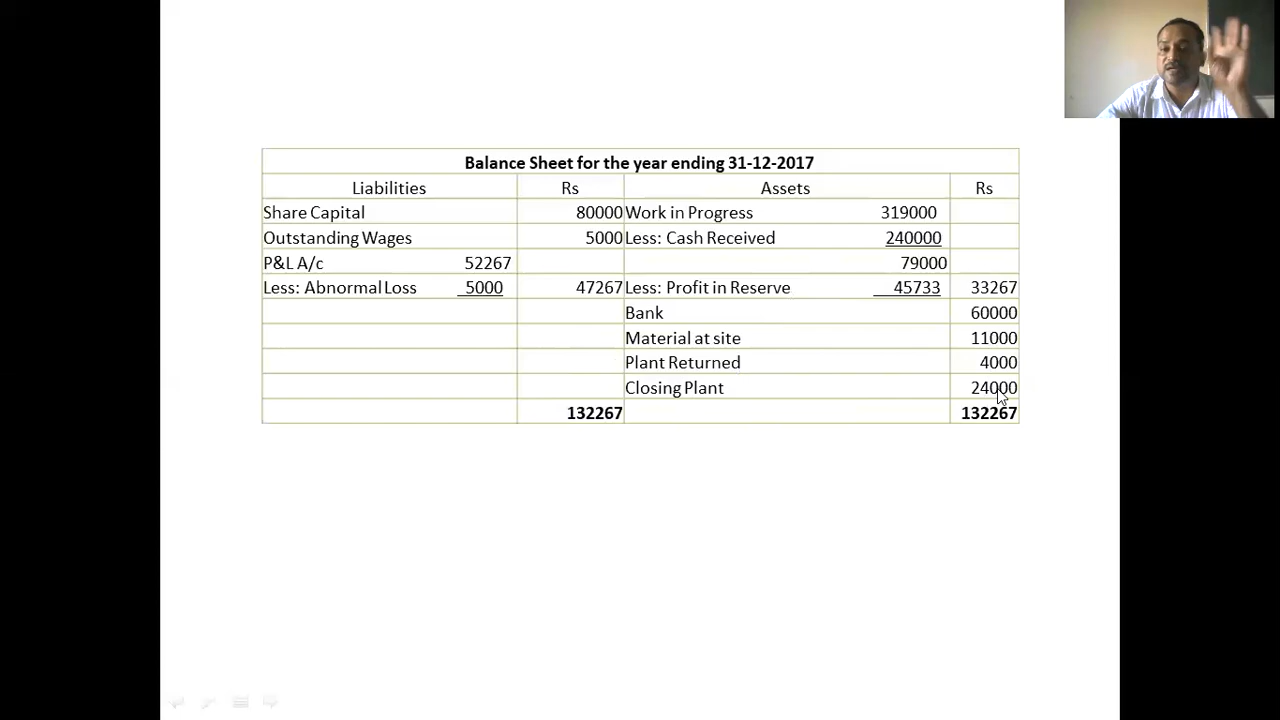 Balance Sheet for the year ending 31-12-2017
Liabilities Rs Assets Rs
Share Capital 80000 Work in Progress 319000
Outstanding Wages 5000 Less: Cash Received 240000
P&L A/c 52267 79000
Less: Abnormal Loss 5000 47267 Less: Profit in Reserve 45733 33267
Bank 60000
Material at site 11000
Plant Returned 4000
Closing Plant 24000
132267 132267